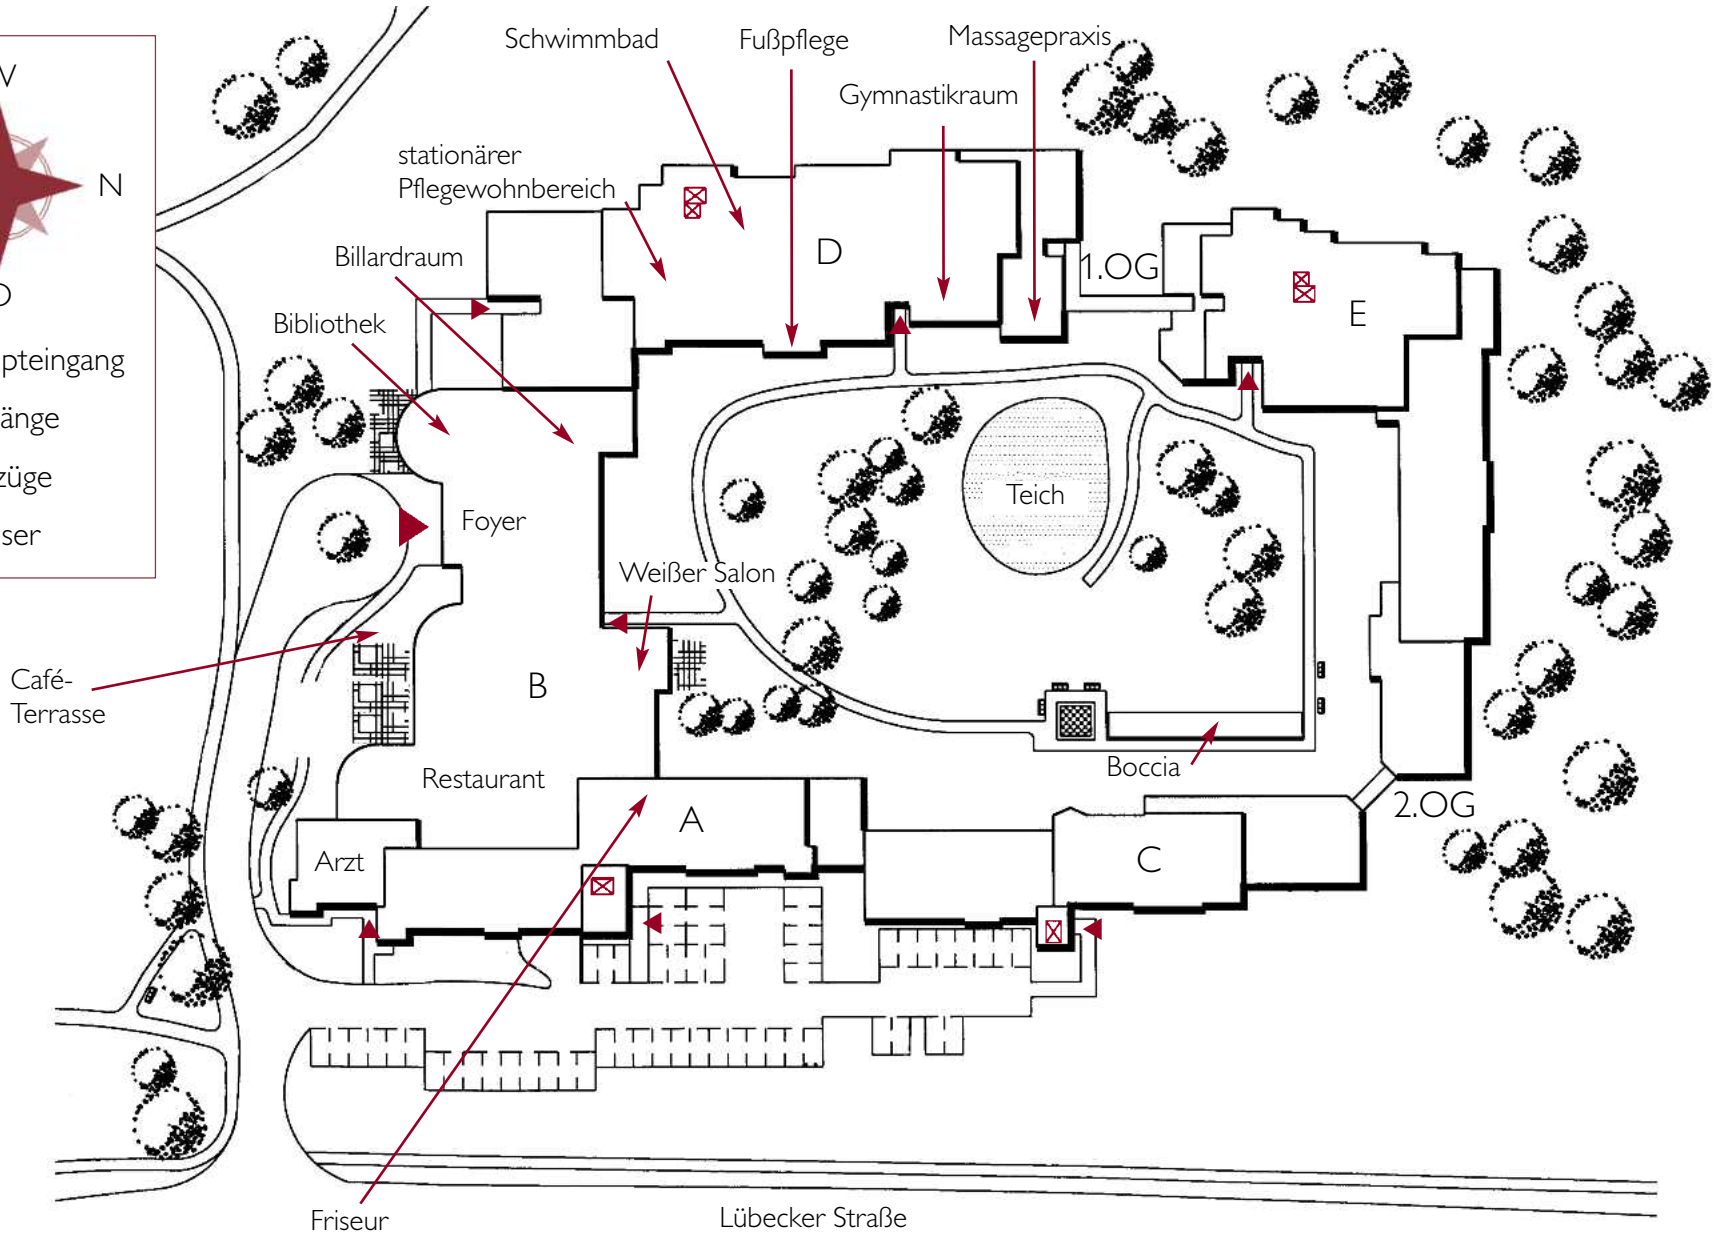 N
Schwimmbad
Fußpflege
Massagepraxis
Gymnastikraum
stationärer
Pflegewohnbereich
Billardraum
Bibliothek
D
1.OG
E
Teich
Foyer
Weißer Salon
Café-
Terrasse
B
Restaurant
Boccia
2.OG
A
Arzt
C
Friseur
Lübecker Straße